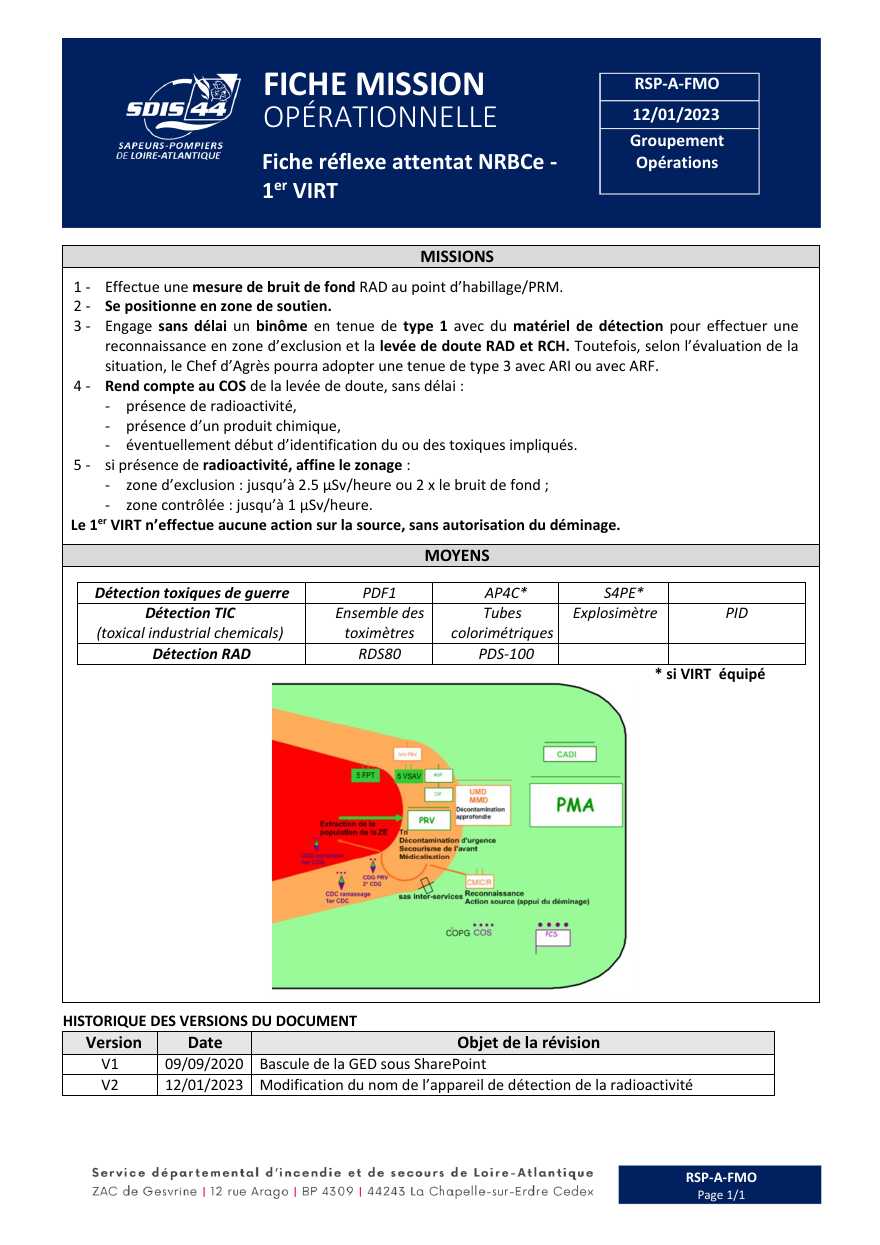 SDIS 44
SAPEURS-POMPIERS
DE LOIRE-ATLANTIQUE
FICHE MISSION
OPÉRATIONNELLE
Fiche réflexe attentat NRBCe -
1er VIRT
RSP-A-FMO
12/01/2023
Groupement
Opérations
MISSIONS
1 - Effectue une mesure de bruit de fond RAD au point d’habillage/PRM.
2 - Se positionne en zone de soutien.
3 - Engage sans délai un binôme en tenue de type 1 avec du matériel de détection pour effectuer une
reconnaissance en zone d’exclusion et la levée de doute RAD et RCH. Toutefois, selon l’évaluation de la
situation, le Chef d’Agrès pourra adopter une tenue de type 3 avec ARI ou avec ARF.
4 - Rend compte au COS de la levée de doute, sans délai :
- présence de radioactivité,
- présence d’un produit chimique,
- éventuellement début d’identification du ou des toxiques impliqués.
5 - si présence de radioactivité, affine le zonage :
- zone d’exclusion : jusqu’à 2.5 µSv/heure ou 2 x le bruit de fond ;
- zone contrôlée : jusqu’à 1 µSv/heure.
Le 1er VIRT n’effectue aucune action sur la source, sans autorisation du déminage.
MOYENS
Détection toxiques de guerre PDF1 AP4C* S4PE*
Détection TIC Ensemble des Tubes Explosimètre PID
(toxical industrial chemicals) toximètres colorimétriques
Détection RAD RDS80 PDS-100
* si VIRT équipé
CADI
5 FPT
6 VSAV
UMD
MMD
Décontamination
approfondie
PMA
PRV
Extraction de la
population de la ZE
Tri
Décontamination d'urgence
Secourisme de l'avant
Médicalisation
CDG PRV
2° CDG
CDC ramassage
1er CDC
CMIC/R
Reconnaissance
Action source (appui du déminage)
sas inter-services
COPG COS
PCS
HISTORIQUE DES VERSIONS DU DOCUMENT
Version Date Objet de la révision
V1 09/09/2020 Bascule de la GED sous SharePoint
V2 12/01/2023 Modification du nom de l’appareil de détection de la radioactivité
Service départemental d’incendie et de secours de Loire-Atlantique
ZAC de Gesvrine | 12 rue Arago | BP 4309 | 44243 La Chapelle-sur-Erdre Cedex
RSP-A-FMO
Page 1/1